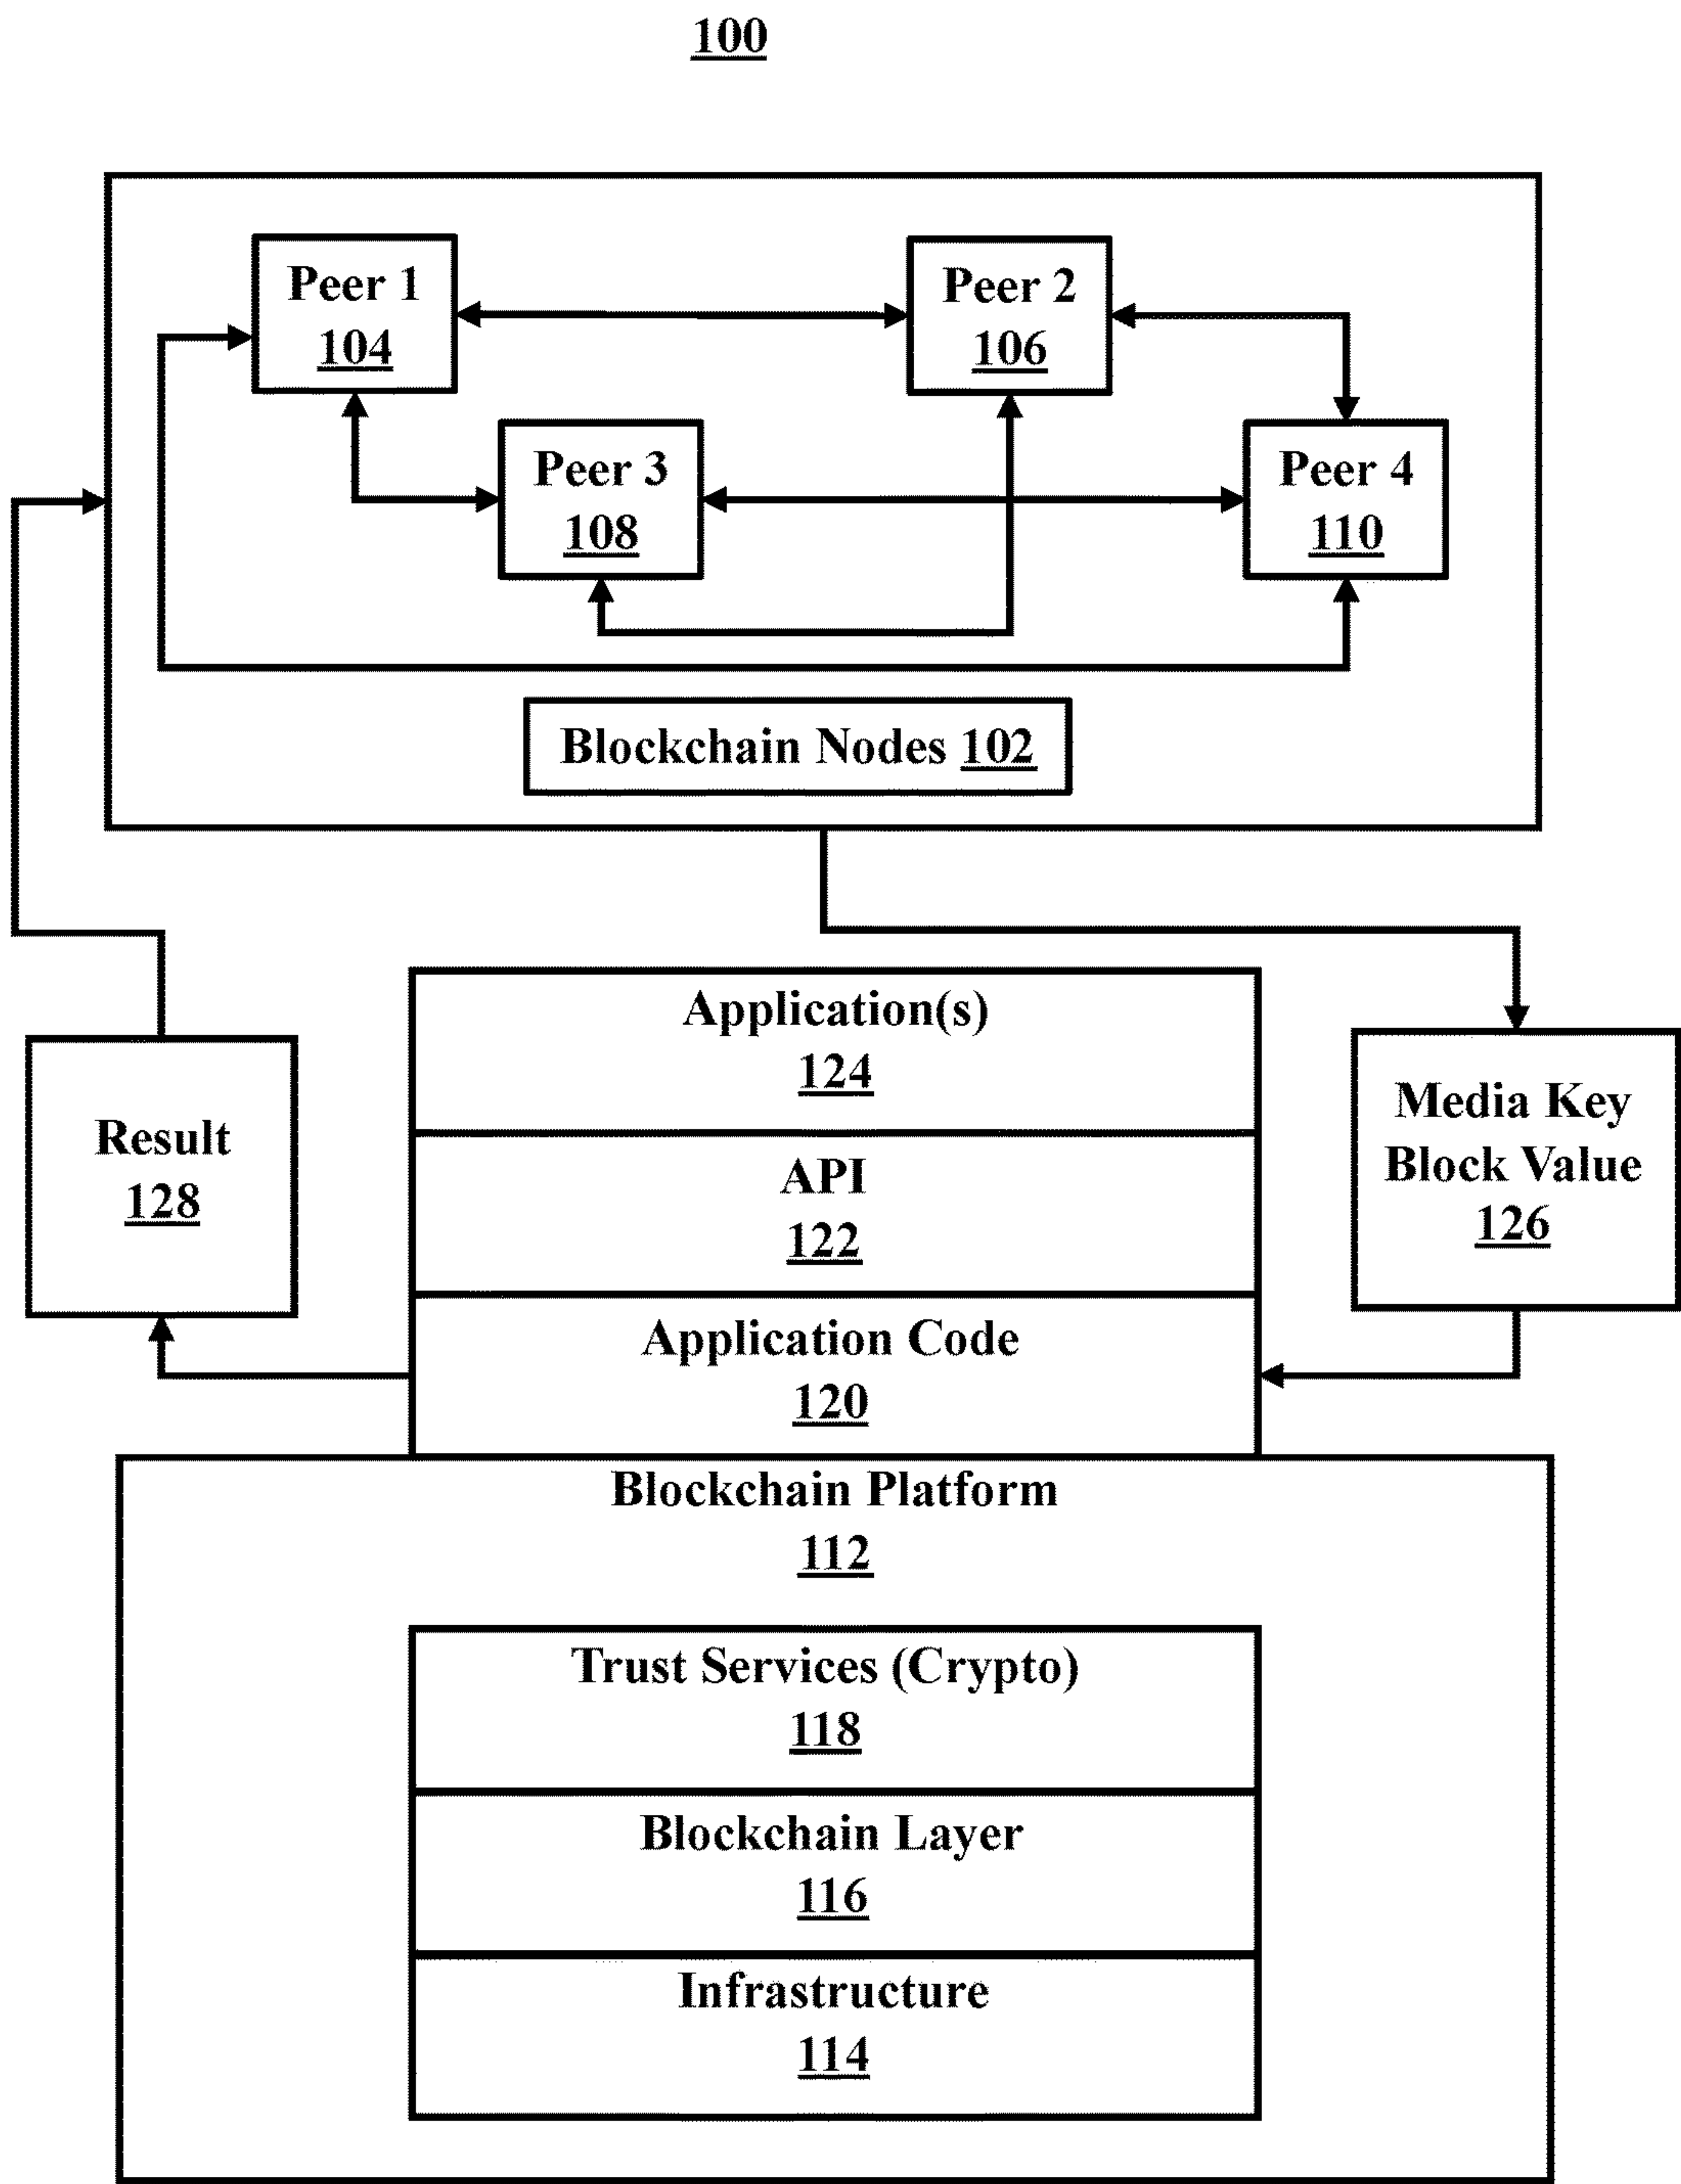 100
Peer 1
104
Peer 2
106
Peer 3
108
Peer 4
110
Blockchain Nodes 102
Application(s)
124
API
122
Application Code
120
Result
128
Media Key
Block Value
126
Blockchain Platform
112
Trust Services (Crypto)
118
Blockchain Layer
116
Infrastructure
114